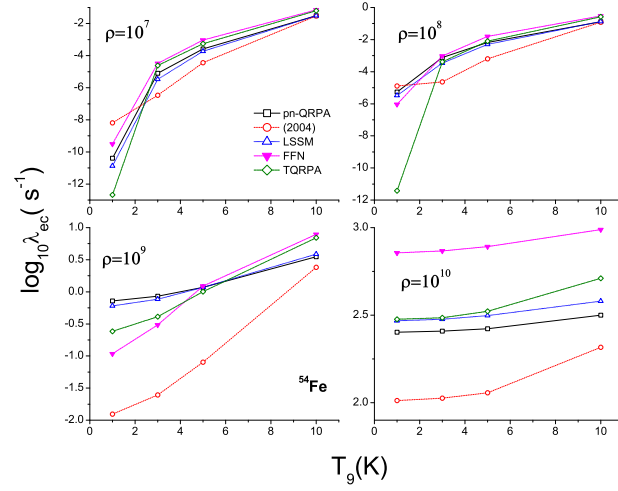 -2
-4
-6
-8
-10
-12
ρ=10⁷
0 2 4 6 8 10
pn-QRPA
(2004)
LSSM
FFN
TQRPA
0
-2
-4
-6
-8
-10
-12
-14
ρ=10⁸
0 2 4 6 8 10
log₁₀λec( s⁻¹)
1.0
0.5
0.0
-0.5
-1.0
-1.5
-2.0
ρ=10⁹
⁵⁴Fe
0 2 4 6 8 10
3.0
2.5
2.0
ρ=10¹⁰
0 2 4 6 8 10
T₉(K)